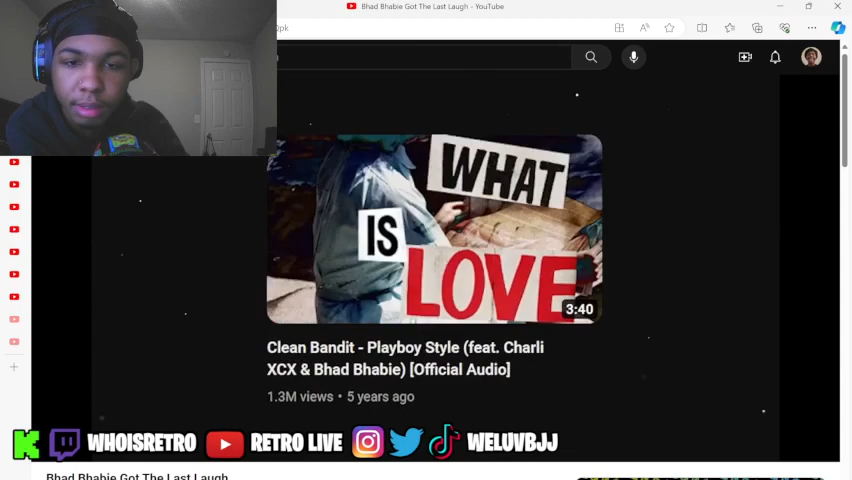 Bhad Bhabie Got The Last Laugh - YouTube
WHAT
IS
LOVE
3:40
Clean Bandit - Playboy Style (feat. Charli
XCX & Bhad Bhabie) [Official Audio]
1.3M views • 5 years ago
K WHOISRETRO RETRO LIVE WELUVBJJ
Bhad Bhabie Got The Last Laugh